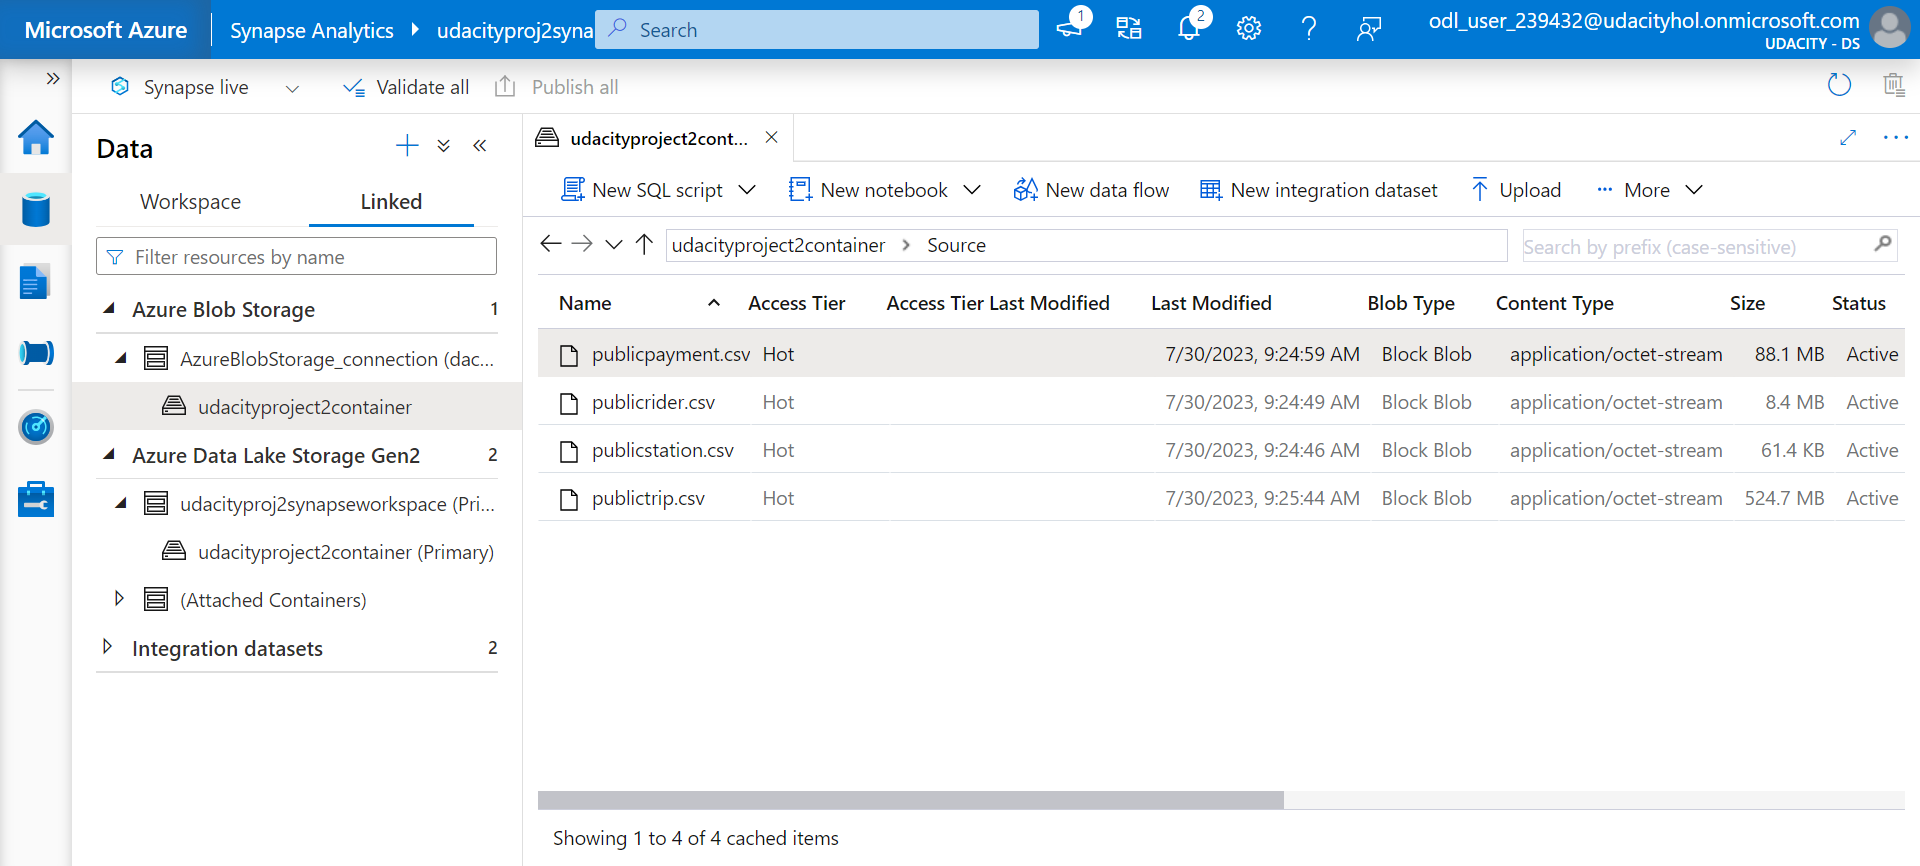 Microsoft Azure
Synapse Analytics
udacityproj2syna
Search
1
2
odl_user_239432@udacityhol.onmicrosoft.com
UDACITY - DS
Synapse live
Validate all
Publish all
Data
Workspace
Linked
Filter resources by name
Azure Blob Storage 1
AzureBlobStorage_connection (dac...
udacityproject2container
Azure Data Lake Storage Gen2 2
udacityproj2synapseworkspace (Pri...
udacityproject2container (Primary)
(Attached Containers)
Integration datasets 2
udacityproject2cont...
New SQL script
New notebook
New data flow
New integration dataset
Upload
More
udacityproject2container > Source
Search by prefix (case-sensitive)
Name Access Tier Access Tier Last Modified Last Modified Blob Type Content Type Size Status
publicpayment.csv Hot 7/30/2023, 9:24:59 AM Block Blob application/octet-stream 88.1 MB Active
publicrider.csv Hot 7/30/2023, 9:24:49 AM Block Blob application/octet-stream 8.4 MB Active
publicstation.csv Hot 7/30/2023, 9:24:46 AM Block Blob application/octet-stream 61.4 KB Active
publictrip.csv Hot 7/30/2023, 9:25:44 AM Block Blob application/octet-stream 524.7 MB Active
Showing 1 to 4 of 4 cached items